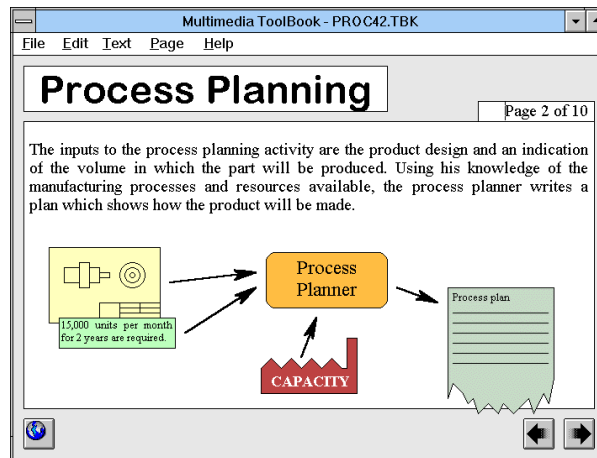 Multimedia ToolBook - PROC42.TBK
File Edit Text Page Help
Process Planning
Page 2 of 10
The inputs to the process planning activity are the product design and an indication
of the volume in which the part will be produced. Using his knowledge of the
manufacturing processes and resources available, the process planner writes a
plan which shows how the product will be made.
Process
Planner
Process plan
15,000 units per month
for 2 years are required.
CAPACITY